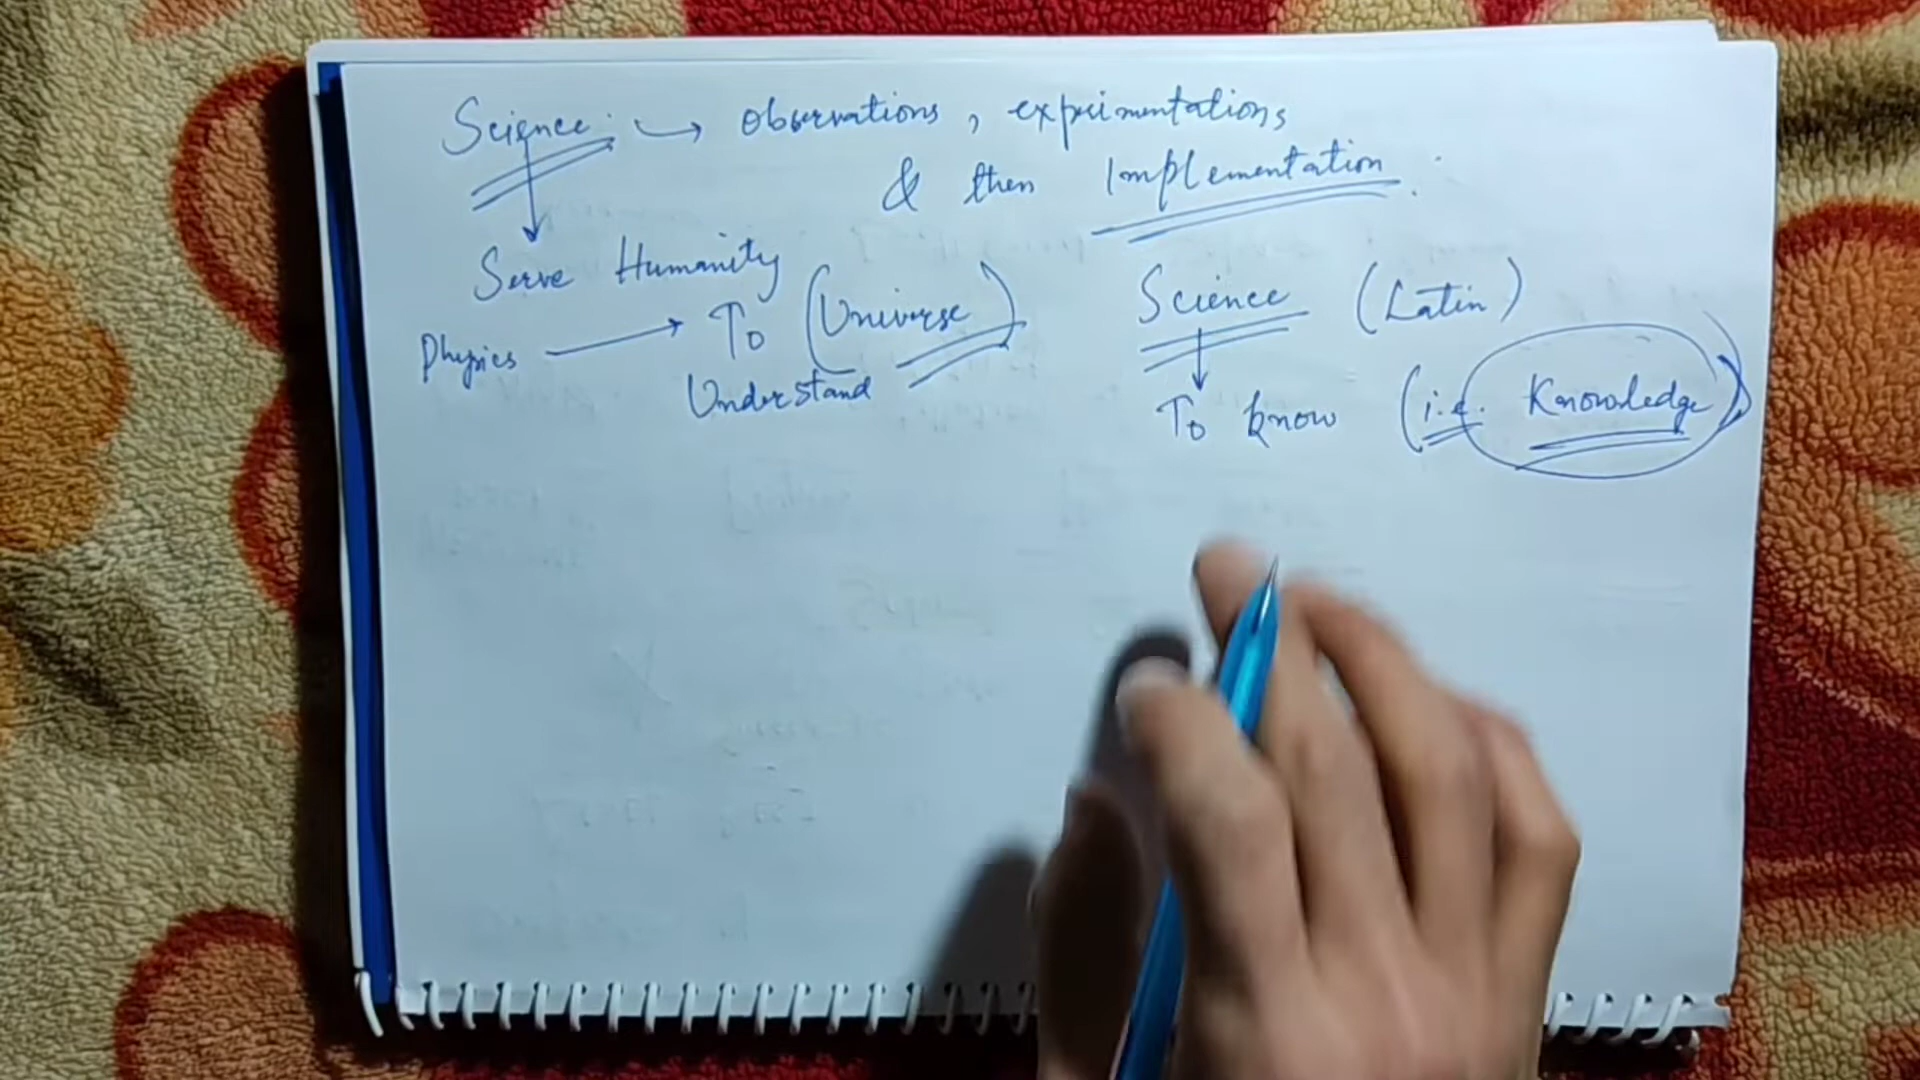 Science: → Observations, experimentations
& then Implementation.
↓
Serve Humanity
Physics → To (Universe)
Understand
Science (Latin)
↓
To know (i.e. Knowledge)